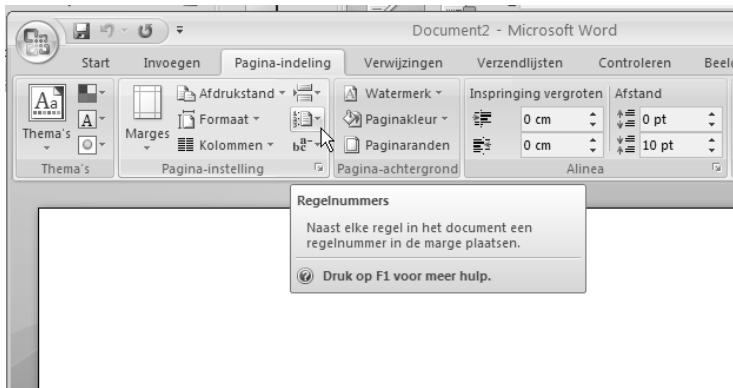 Document2 - Microsoft Word
Start Invoegen Pagina-indeling Verwijzingen Verzendlijsten Controleren Beel
Aa Thema's
A
Marges
Afdrukstand
Formaat
Kolommen
Watermerk
Paginakleur
Paginaranden
Inspringing vergroten Afstand
0 cm 0 pt
0 cm 10 pt
Thema's Pagina-instelling Pagina-achtergrond Alinea
Regelnummers
Naast elke regel in het document een
regelnummer in de marge plaatsen.
Druk op F1 voor meer hulp.